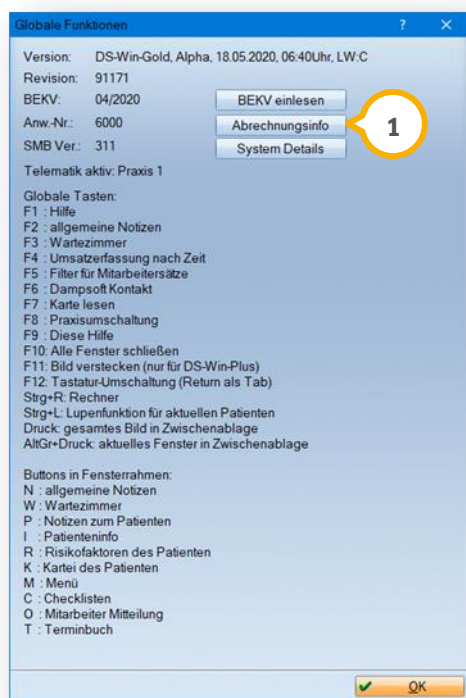 Globale Funktionen ? ×
Version: DS-Win-Gold, Alpha, 18.05.2020, 06:40Uhr, LW:C
Revision: 91171
BEKV: 04/2020 BEKV einlesen
Anw.-Nr.: 6000 Abrechnungsinfo 1
SMB Ver.: 311 System Details
Telematik aktiv: Praxis 1
Globale Tasten:
F1 : Hilfe
F2 : allgemeine Notizen
F3 : Wartezimmer
F4 : Umsatzerfassung nach Zeit
F5 : Filter für Mitarbeitersätze
F6 : Dampsoft Kontakt
F7 : Karte lesen
F8 : Praxisumschaltung
F9 : Diese Hilfe
F10: Alle Fenster schließen
F11: Bild verstecken (nur für DS-Win-Plus)
F12: Tastatur-Umschaltung (Return als Tab)
Strg+R: Rechner
Strg+L: Lupenfunktion für aktuellen Patienten
Druck: gesamtes Bild in Zwischenablage
AltGr+Druck: aktuelles Fenster in Zwischenablage
Buttons in Fensterrahmen:
N : allgemeine Notizen
W : Wartezimmer
P : Notizen zum Patienten
I : Patienteninfo
R : Risikofaktoren des Patienten
K : Kartei des Patienten
M : Menü
C : Checklisten
O : Mitarbeiter Mitteilung
T : Terminbuch
OK